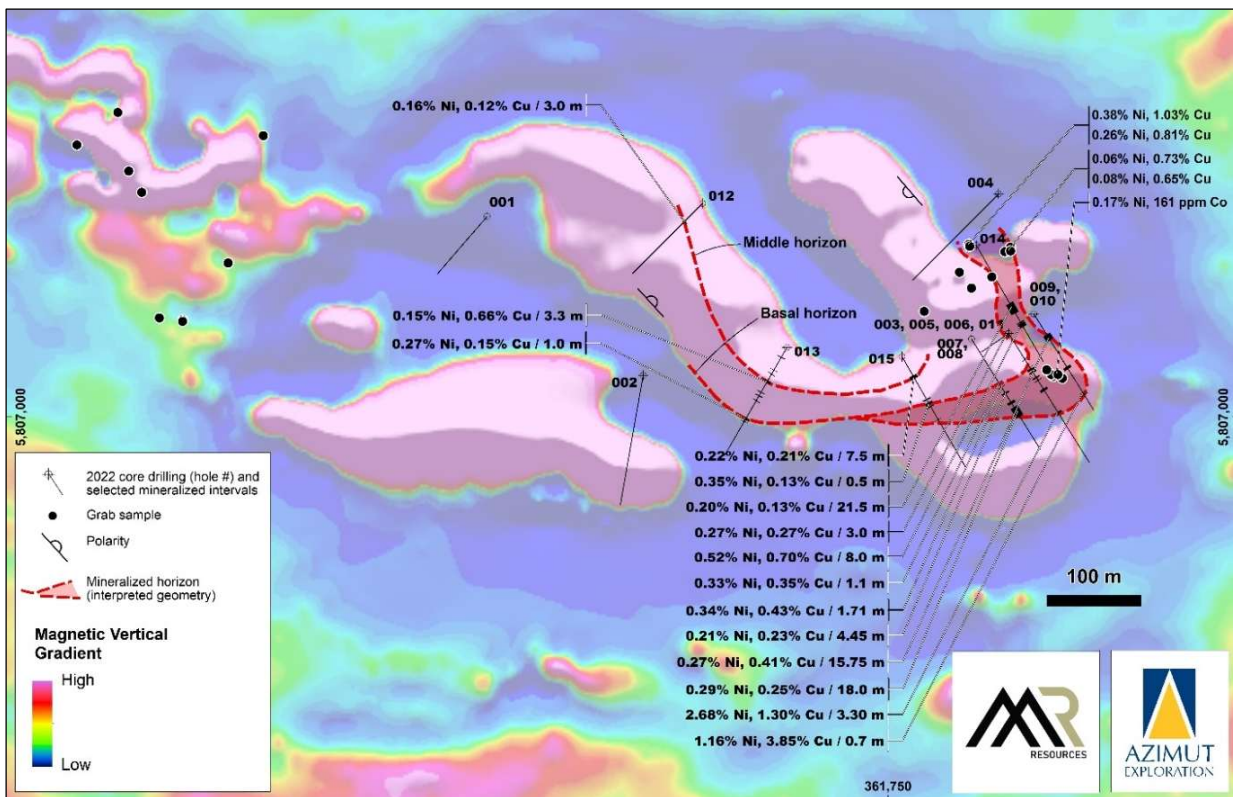 0.16% Ni, 0.12% Cu / 3.0 m
0.38% Ni, 1.03% Cu
0.26% Ni, 0.81% Cu
0.06% Ni, 0.73% Cu
0.08% Ni, 0.65% Cu
0.17% Ni, 161 ppm Co
001
012
004
014
Middle horizon
009,
010
Basal horizon
003, 005, 006, 01
007,
008
0.15% Ni, 0.66% Cu / 3.3 m
0.27% Ni, 0.15% Cu / 1.0 m
013
015
002
5,807,000
5,807,000
0.22% Ni, 0.21% Cu / 7.5 m
0.35% Ni, 0.13% Cu / 0.5 m
0.20% Ni, 0.13% Cu / 21.5 m
0.27% Ni, 0.27% Cu / 3.0 m
0.52% Ni, 0.70% Cu / 8.0 m
0.33% Ni, 0.35% Cu / 1.1 m
0.34% Ni, 0.43% Cu / 1.71 m
0.21% Ni, 0.23% Cu / 4.45 m
0.27% Ni, 0.41% Cu / 15.75 m
0.29% Ni, 0.25% Cu / 18.0 m
2.68% Ni, 1.30% Cu / 3.30 m
1.16% Ni, 3.85% Cu / 0.7 m
2022 core drilling (hole #) and
selected mineralized intervals
Grab sample
Polarity
Mineralized horizon
(interpreted geometry)
Magnetic Vertical
Gradient
High
Low
100 m
361,750
RESOURCES
AZIMUT
EXPLORATION